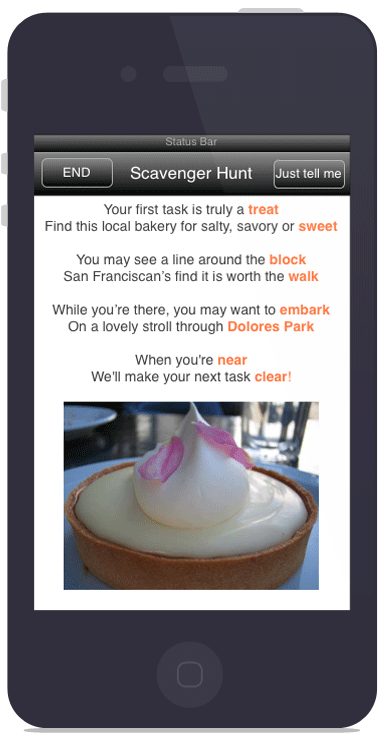 Status Bar
END
Scavenger Hunt
Just tell me
Your first task is truly a treat
Find this local bakery for salty, savory or sweet
You may see a line around the block
San Franciscan's find it is worth the walk
While you're there, you may want to embark
On a lovely stroll through Dolores Park
When you're near
We'll make your next task clear!